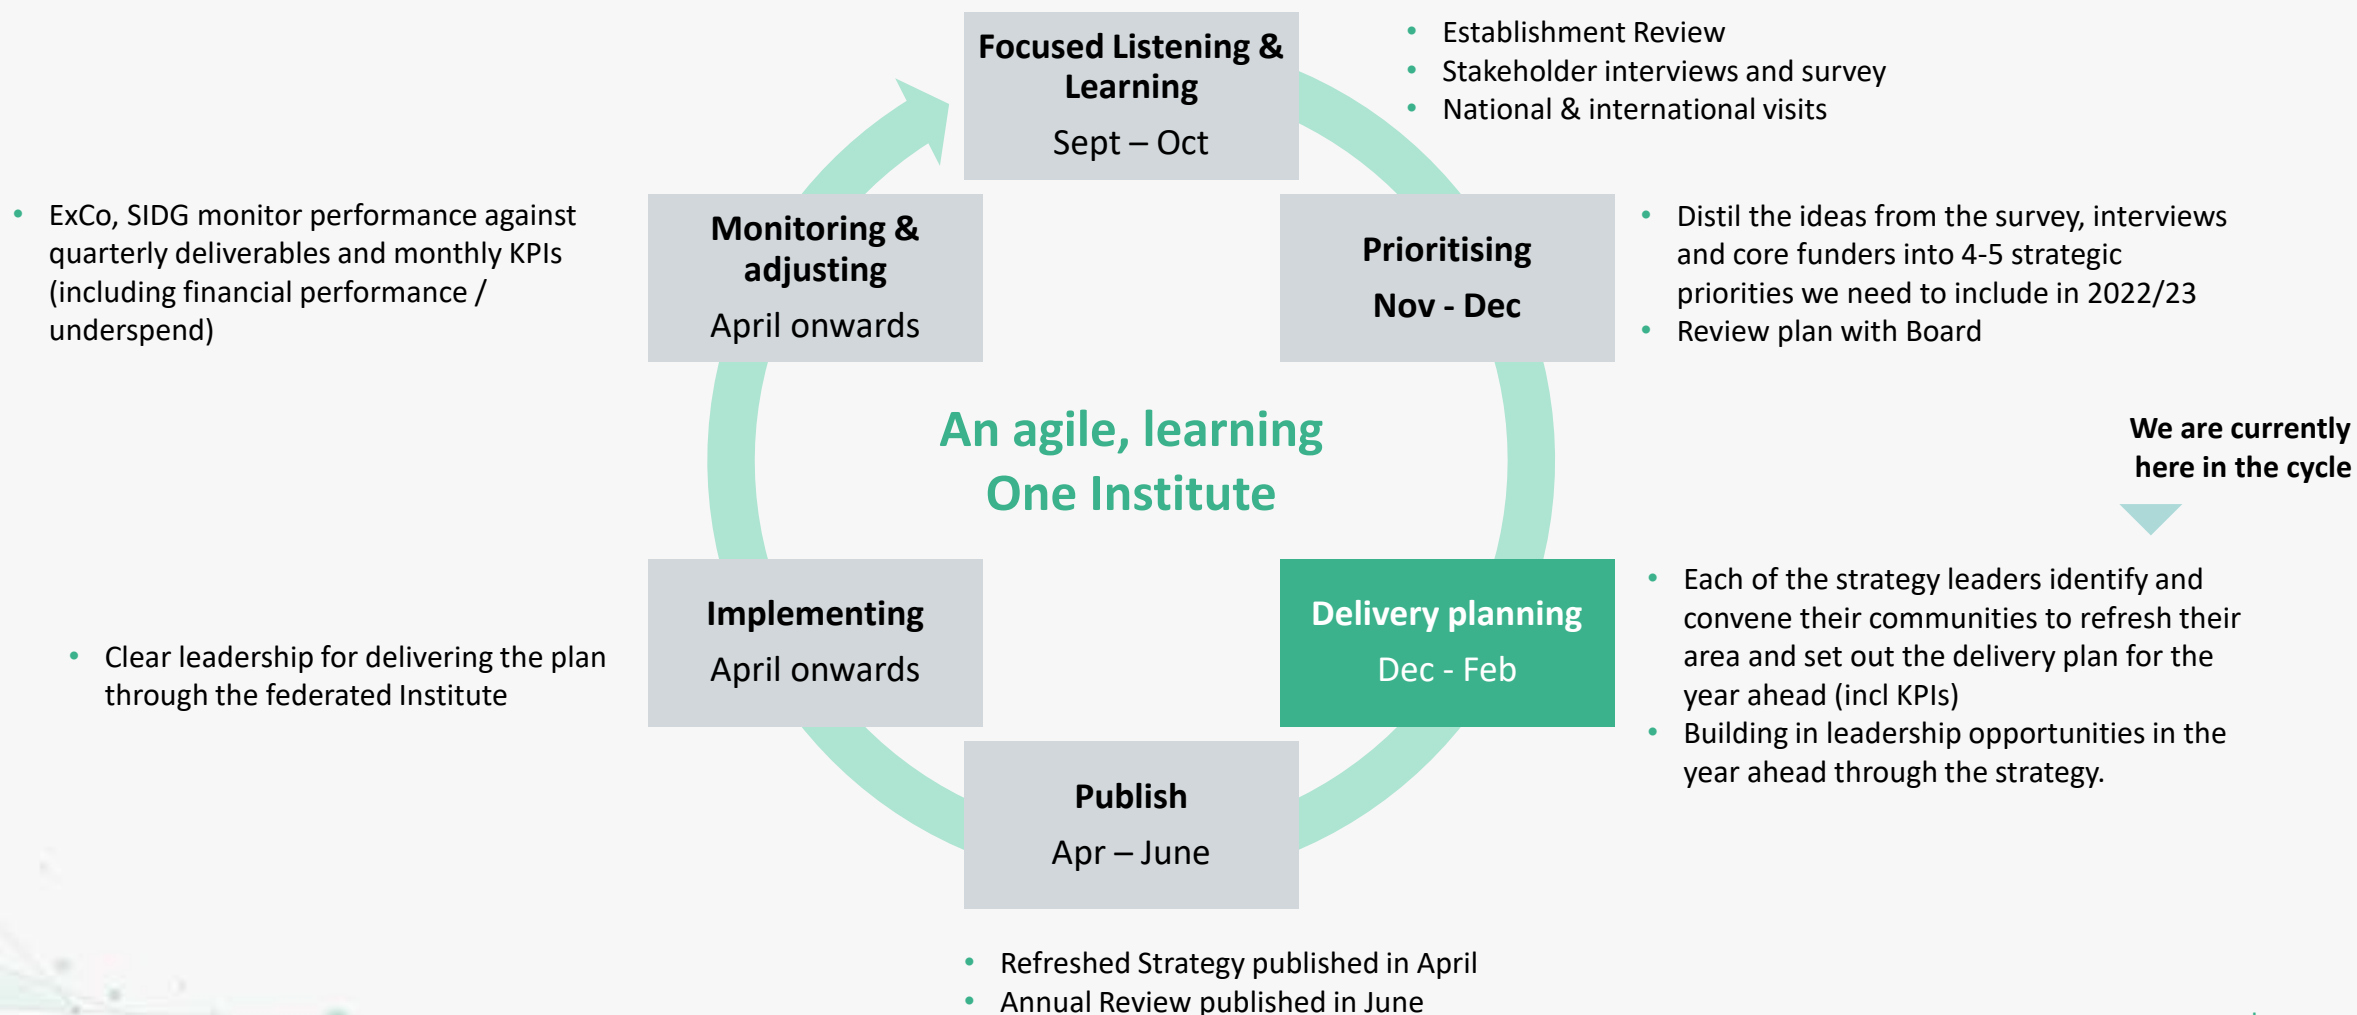 Focused Listening &
Learning
Sept – Oct
• Establishment Review
• Stakeholder interviews and survey
• National & international visits
Prioritising
Nov - Dec
• Distil the ideas from the survey, interviews
and core funders into 4-5 strategic
priorities we need to include in 2022/23
• Review plan with Board
We are currently
here in the cycle
Delivery planning
Dec - Feb
• Each of the strategy leaders identify and
convene their communities to refresh their
area and set out the delivery plan for the
year ahead (incl KPIs)
• Building in leadership opportunities in the
year ahead through the strategy.
Publish
Apr – June
• Refreshed Strategy published in April
• Annual Review published in June
Implementing
April onwards
• Clear leadership for delivering the plan
through the federated Institute
Monitoring &
adjusting
April onwards
• ExCo, SIDG monitor performance against
quarterly deliverables and monthly KPIs
(including financial performance /
underspend)
An agile, learning
One Institute